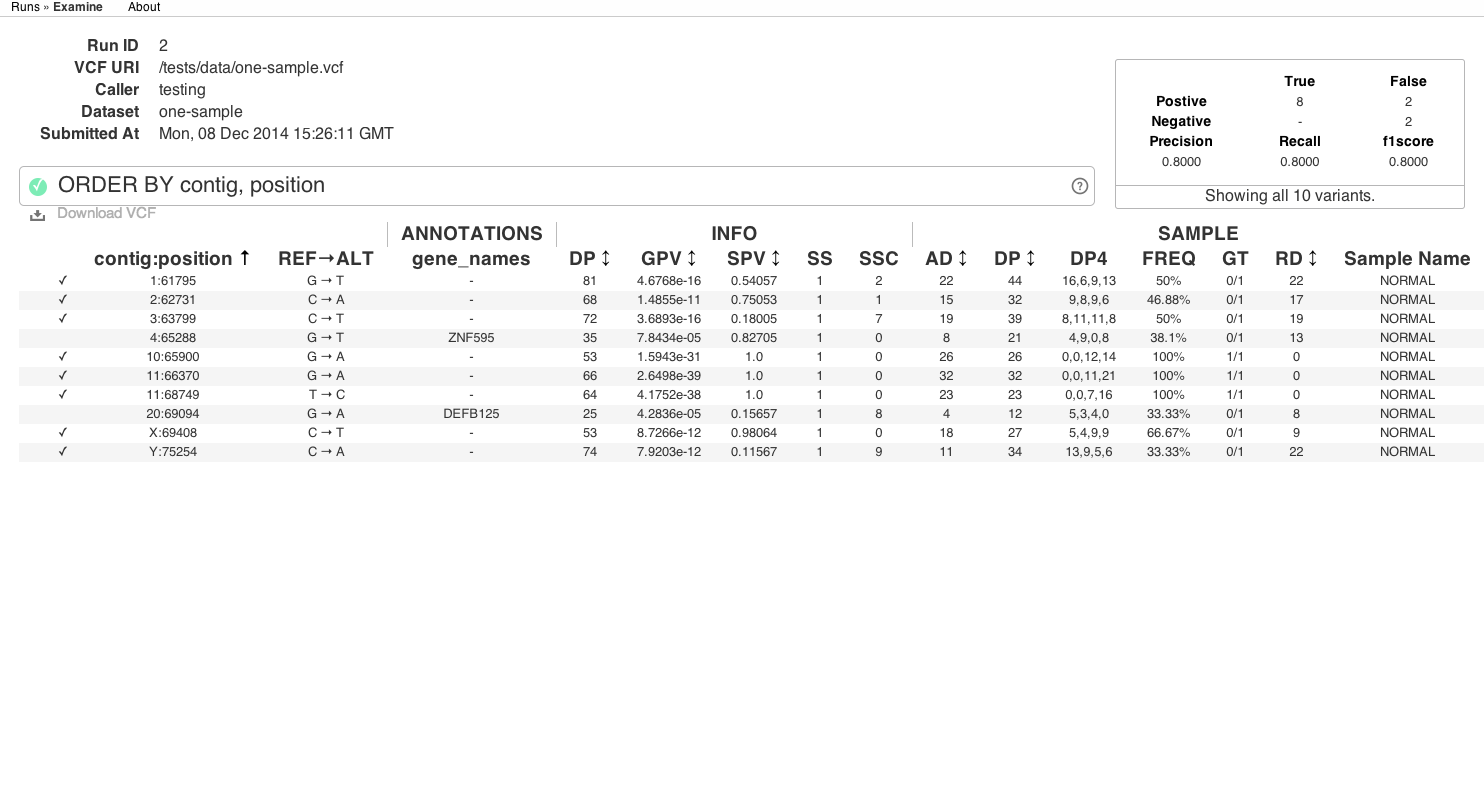 Runs » Examine About
Run ID 2
VCF URI /tests/data/one-sample.vcf
Caller testing
Dataset one-sample
Submitted At Mon, 08 Dec 2014 15:26:11 GMT
True False
Postive 8 2
Negative - 2
Precision Recall f1score
0.8000 0.8000 0.8000
Showing all 10 variants.
✓ ORDER BY contig, position ?
Download VCF
ANNOTATIONS INFO SAMPLE
contig:position ↑ REF→ALT gene_names DP ↕ GPV ↕ SPV ↕ SS SSC AD ↕ DP ↕ DP4 FREQ GT RD ↕ Sample Name
✓ 1:61795 G → T - 81 4.6768e-16 0.54057 1 2 22 44 16,6,9,13 50% 0/1 22 NORMAL
✓ 2:62731 C → A - 68 1.4855e-11 0.75053 1 1 15 32 9,8,9,6 46.88% 0/1 17 NORMAL
✓ 3:63799 C → T - 72 3.6893e-16 0.18005 1 7 19 39 8,11,11,8 50% 0/1 19 NORMAL
4:65288 G → T ZNF595 35 7.8434e-05 0.82705 1 0 8 21 4,9,0,8 38.1% 0/1 13 NORMAL
✓ 10:65900 G → A - 53 1.5943e-31 1.0 1 0 26 26 0,0,12,14 100% 1/1 0 NORMAL
✓ 11:66370 G → A - 66 2.6498e-39 1.0 1 0 32 32 0,0,11,21 100% 1/1 0 NORMAL
✓ 11:68749 T → C - 64 4.1752e-38 1.0 1 0 23 23 0,0,7,16 100% 1/1 0 NORMAL
20:69094 G → A DEFB125 25 4.2836e-05 0.15657 1 8 4 12 5,3,4,0 33.33% 0/1 8 NORMAL
✓ X:69408 C → T - 53 8.7266e-12 0.98064 1 0 18 27 5,4,9,9 66.67% 0/1 9 NORMAL
✓ Y:75254 C → A - 74 7.9203e-12 0.11567 1 9 11 34 13,9,5,6 33.33% 0/1 22 NORMAL